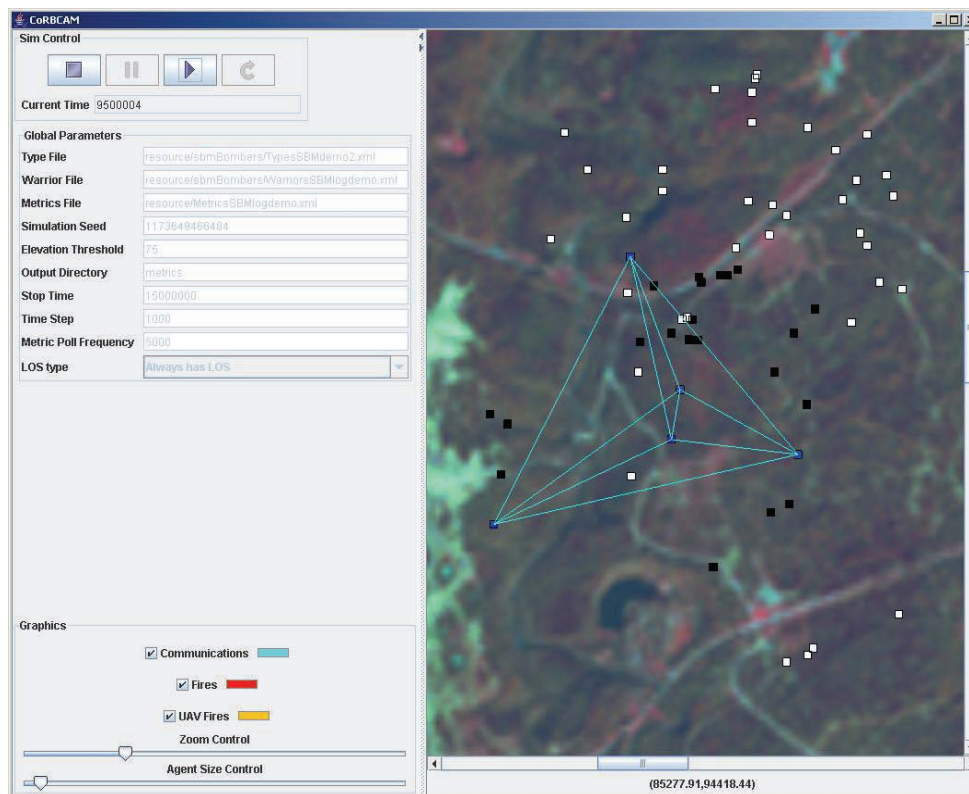 CoRBCAM
Sim Control
Current Time 9500004
Global Parameters
Type File resource/sbmBombers/TypesSBMdemo2.xml
Warrior File resource/sbmBombers/WarriorsSBMlogdemo.xml
Metrics File resource/MetricsSBMlogdemo.xml
Simulation Seed 1173649466484
Elevation Threshold 75
Output Directory metrics
Stop Time 15000000
Time Step 1000
Metric Poll Frequency 5000
LOS type Always has LOS
Graphics
Communications
Fires
UAV Fires
Zoom Control
Agent Size Control
(85277.91,94418.44)